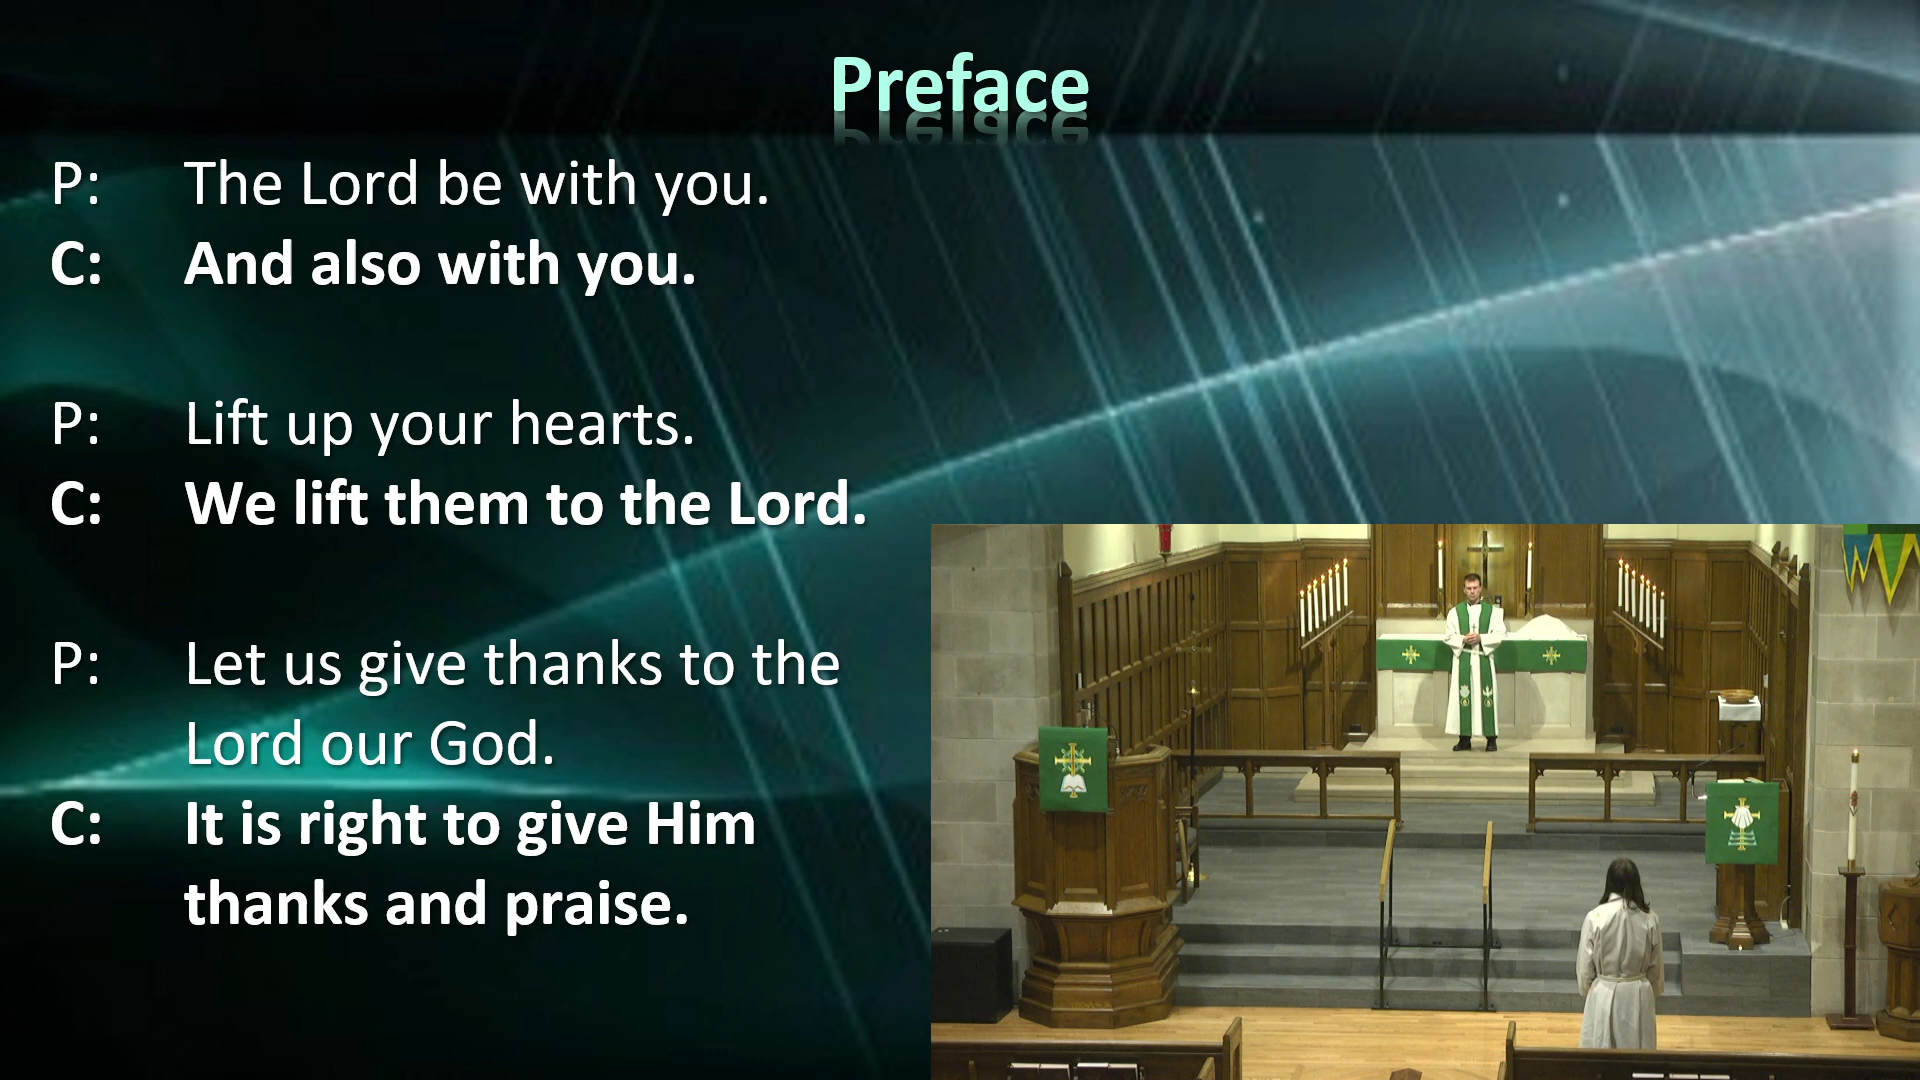 Preface
P: The Lord be with you.
C: And also with you.
P: Lift up your hearts.
C: We lift them to the Lord.
P: Let us give thanks to the
Lord our God.
C: It is right to give Him
thanks and praise.